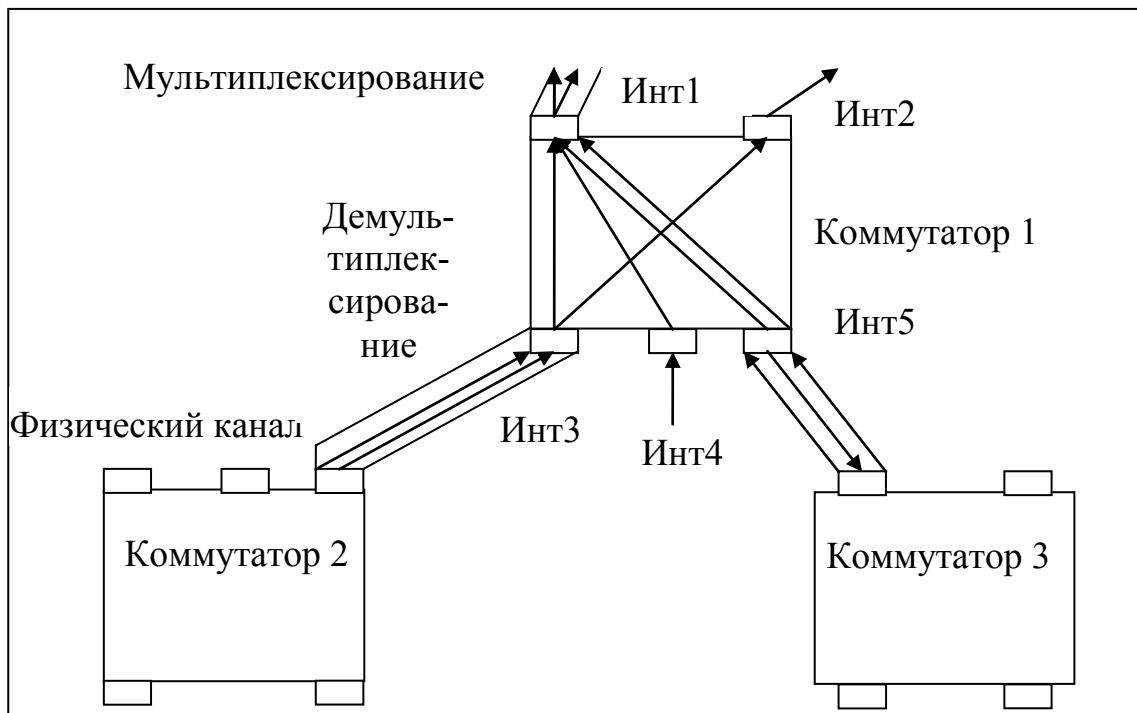 Мультиплексирование
Инт1
Инт2
Демуль-
типлек-
сирова-
ние
Коммутатор 1
Инт5
Физический канал
Инт3
Инт4
Коммутатор 2
Коммутатор 3